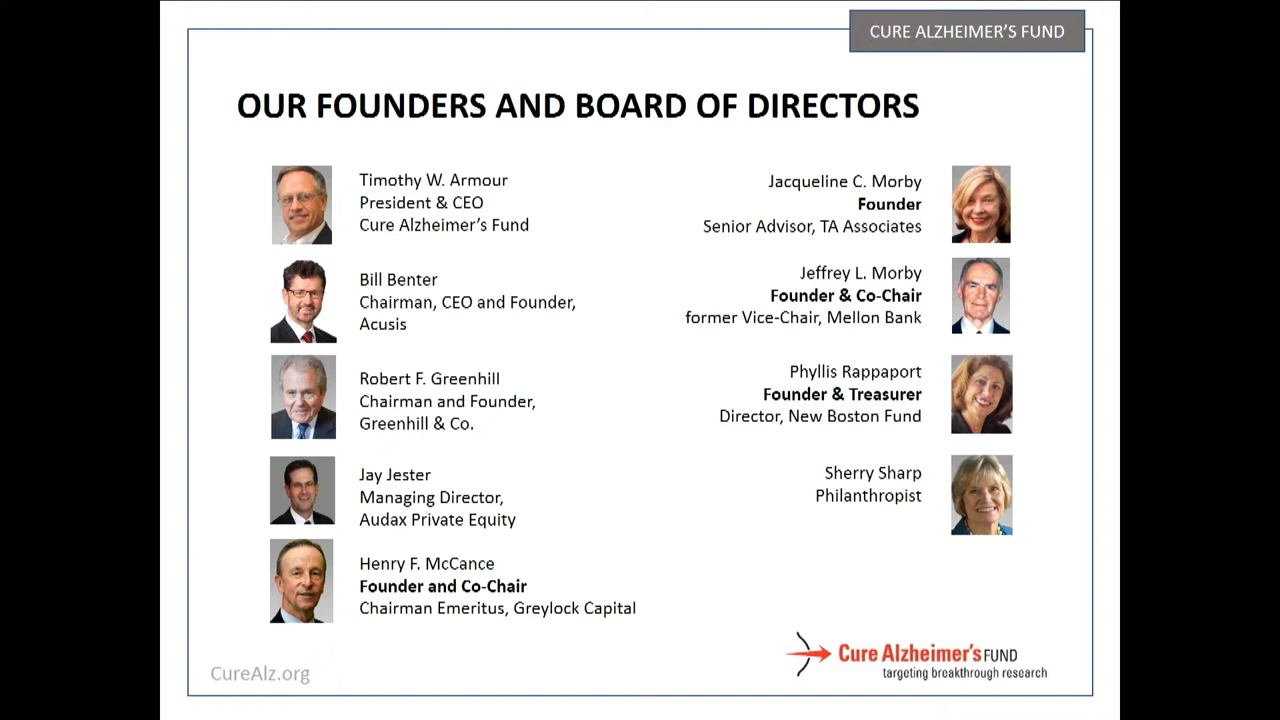 CURE ALZHEIMER'S FUND
OUR FOUNDERS AND BOARD OF DIRECTORS
Timothy W. Armour
President & CEO
Cure Alzheimer's Fund
Bill Benter
Chairman, CEO and Founder,
Acusis
Robert F. Greenhill
Chairman and Founder,
Greenhill & Co.
Jay Jester
Managing Director,
Audax Private Equity
Henry F. McCance
Founder and Co-Chair
Chairman Emeritus, Greylock Capital
Jacqueline C. Morby
Founder
Senior Advisor, TA Associates
Jeffrey L. Morby
Founder & Co-Chair
former Vice-Chair, Mellon Bank
Phyllis Rappaport
Founder & Treasurer
Director, New Boston Fund
Sherry Sharp
Philanthropist
CureAlz.org
Cure Alzheimer'sFUND
targeting breakthrough research